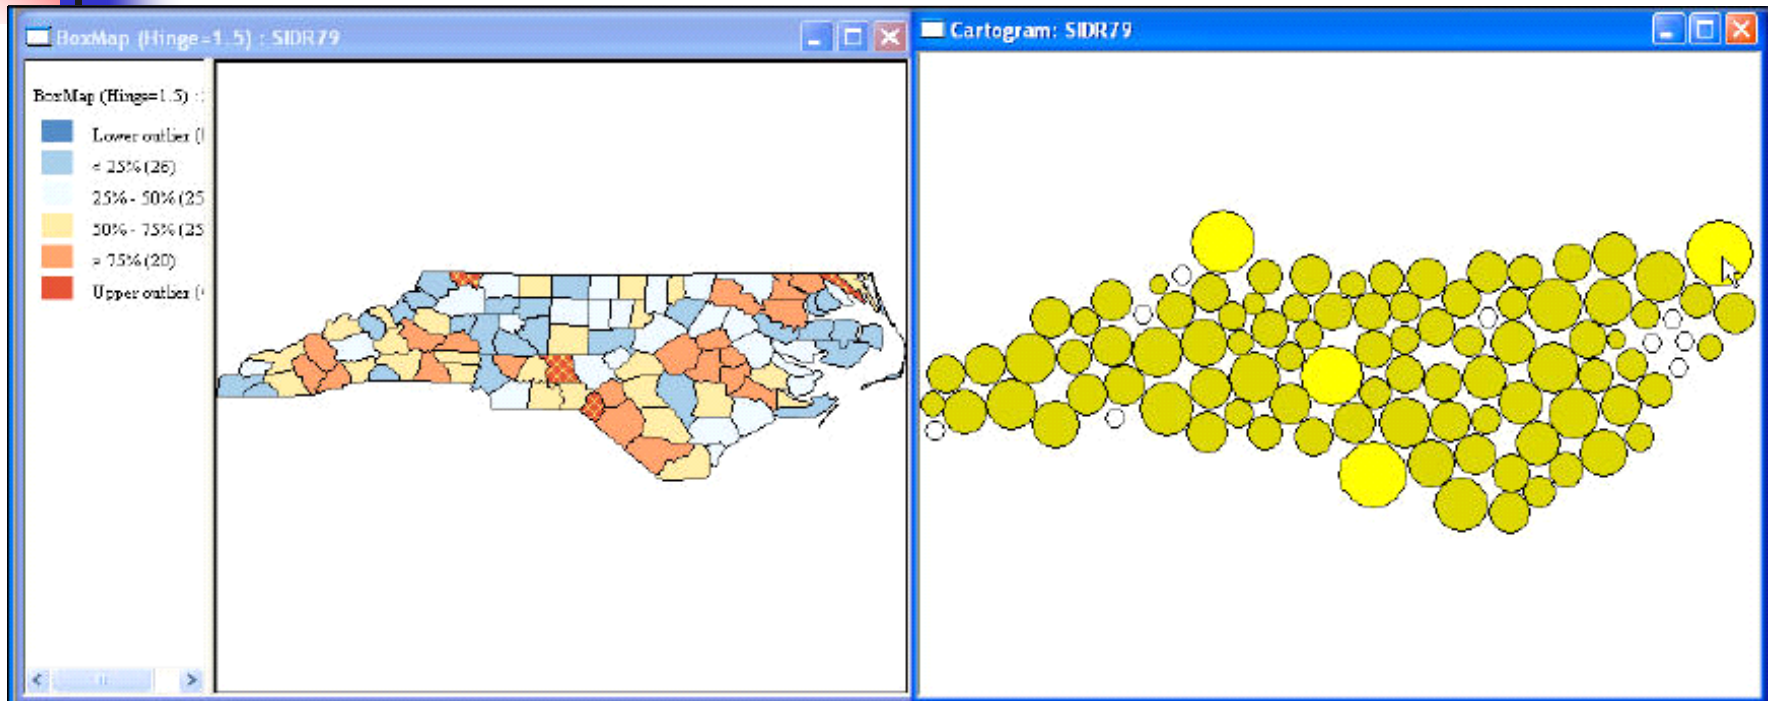 BoxMap (Hinge=1.5) : SIDR79
Cartogram: SIDR79
BoxMap (Hinge=1.5) :
Lower outlier (
< 25% (26)
25% - 50% (25
50% - 75% (25
> 75% (20)
Upper outlier (